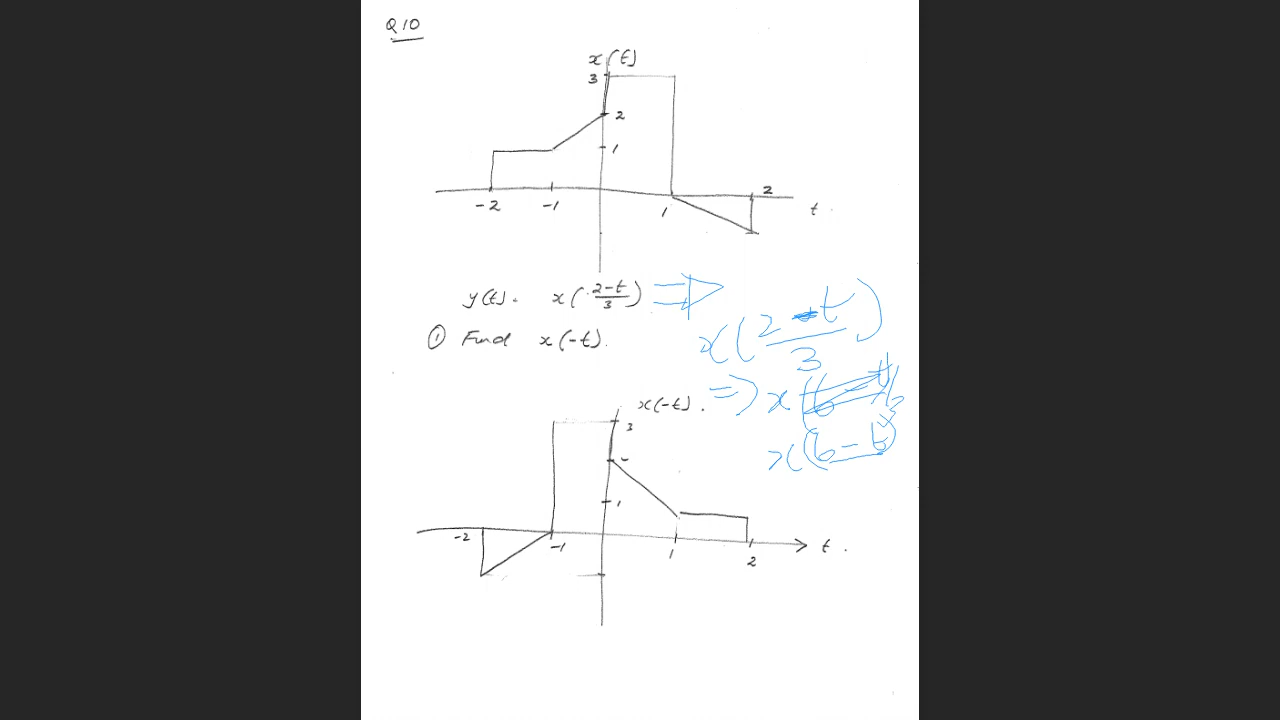 Q10
x(t)
3
2
1
-2 -1 1 2
t.
y(t). x(2-t/3) ⇒
x(2-t/3)
① Find x(-t).
⇒ x
x(6-t)
x(-t).
3
1
-2 -1 1 2
t.